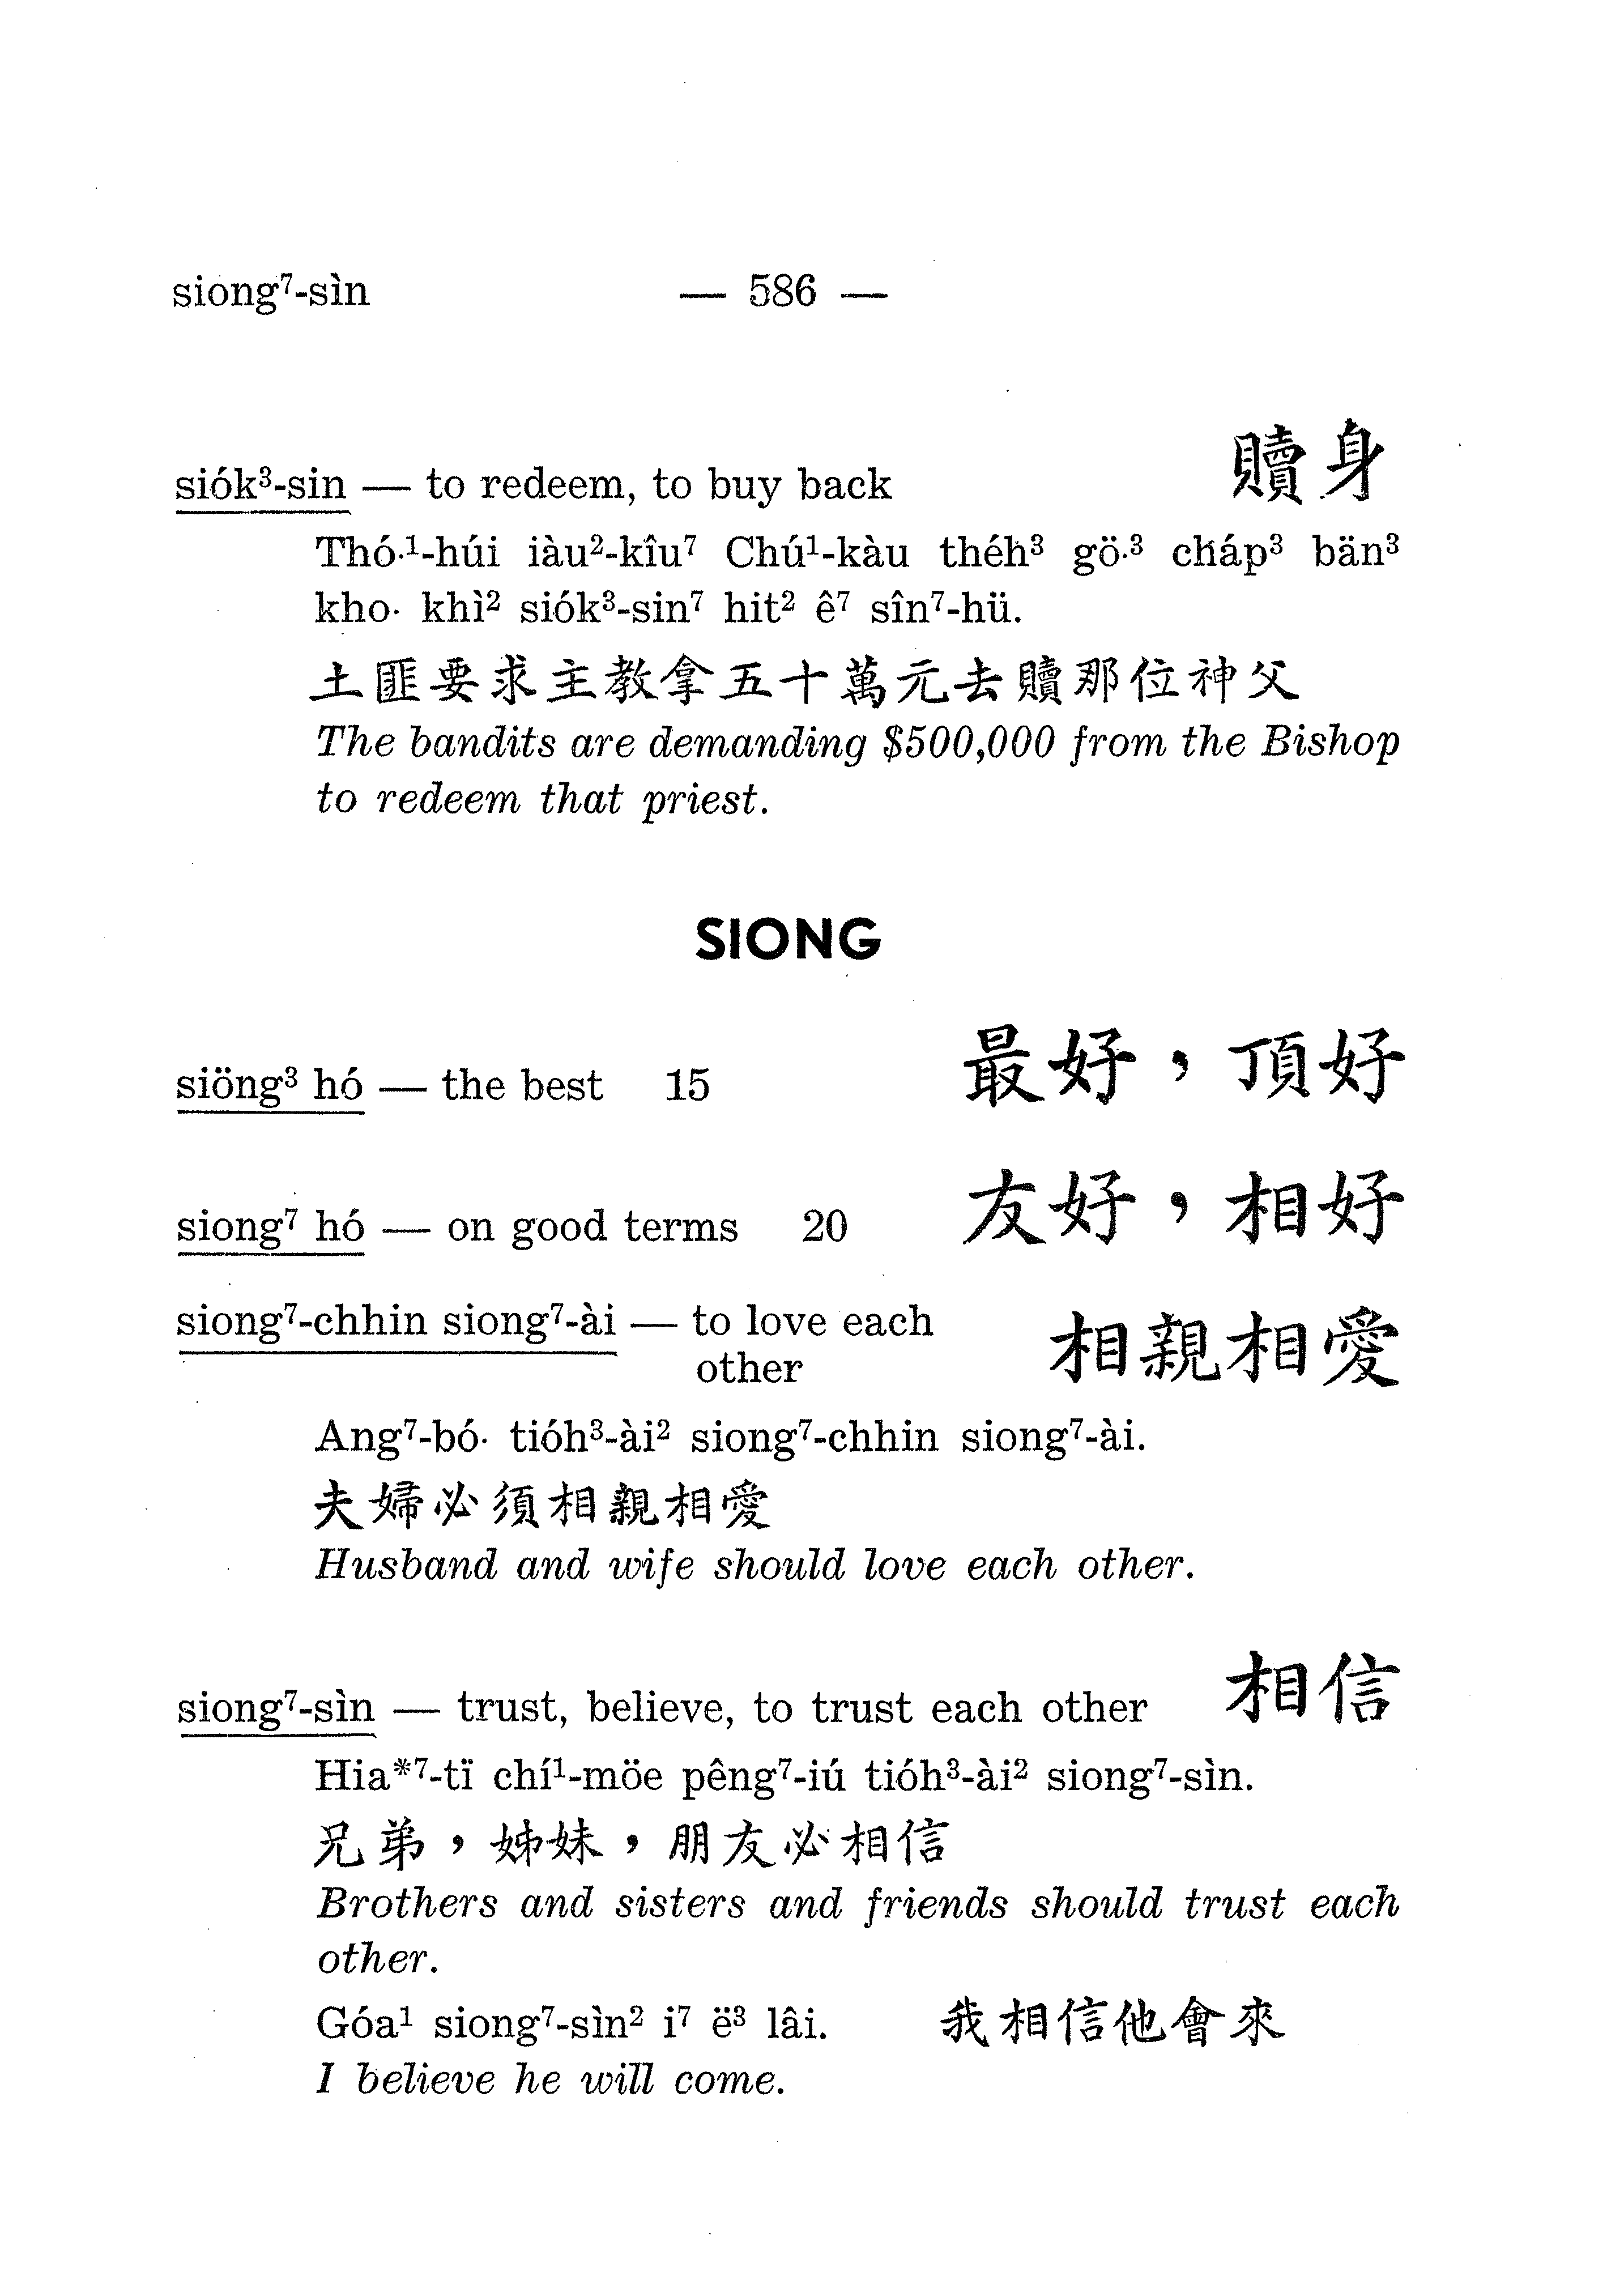 siong⁷-sìn — 586 —
siók³-sin — to redeem, to buy back 贖身
Thó·¹-húi iàu²-kîu⁷ Chú¹-kàu théh³ gö·³ cháp³ bän³
kho· khì² siók³-sin⁷ hit² ê⁷ sîn⁷-hü.
土匪要求主教拿五十萬元去贖那位神父
The bandits are demanding $500,000 from the Bishop
to redeem that priest.
SIONG
siöng³ hó — the best 15 最好，頂好
siong⁷ hó — on good terms 20 友好，相好
siong⁷-chhin siong⁷-ài — to love each
other 相親相愛
Ang⁷-bó· tióh³-ài² siong⁷-chhin siong⁷-ài.
夫婦必須相親相愛
Husband and wife should love each other.
siong⁷-sìn — trust, believe, to trust each other 相信
Hia*⁷-tï chí¹-möe pêng⁷-iú tióh³-ài² siong⁷-sìn.
兄弟，姊妹，朋友必相信
Brothers and sisters and friends should trust each
other.
Góa¹ siong⁷-sìn² i⁷ ë³ lâi. 我相信他會來
I believe he will come.